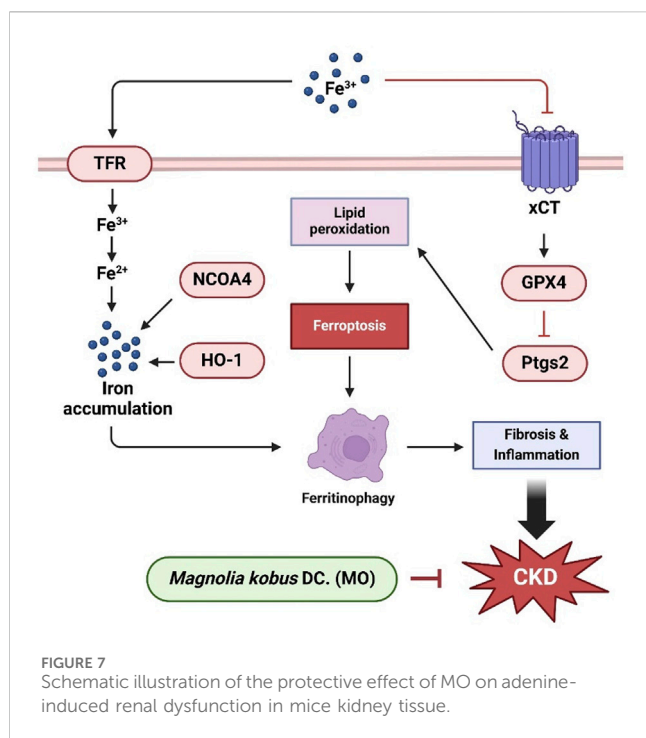 Fe³⁺
TFR
xCT
Fe³⁺
Fe²⁺
Lipid
peroxidation
NCOA4
GPX4
Ferroptosis
HO-1
Ptgs2
Iron
accumulation
Fibrosis &
Inflammation
Ferritinophagy
Magnolia kobus DC. (MO)
CKD
FIGURE 7
Schematic illustration of the protective effect of MO on adenine-
induced renal dysfunction in mice kidney tissue.